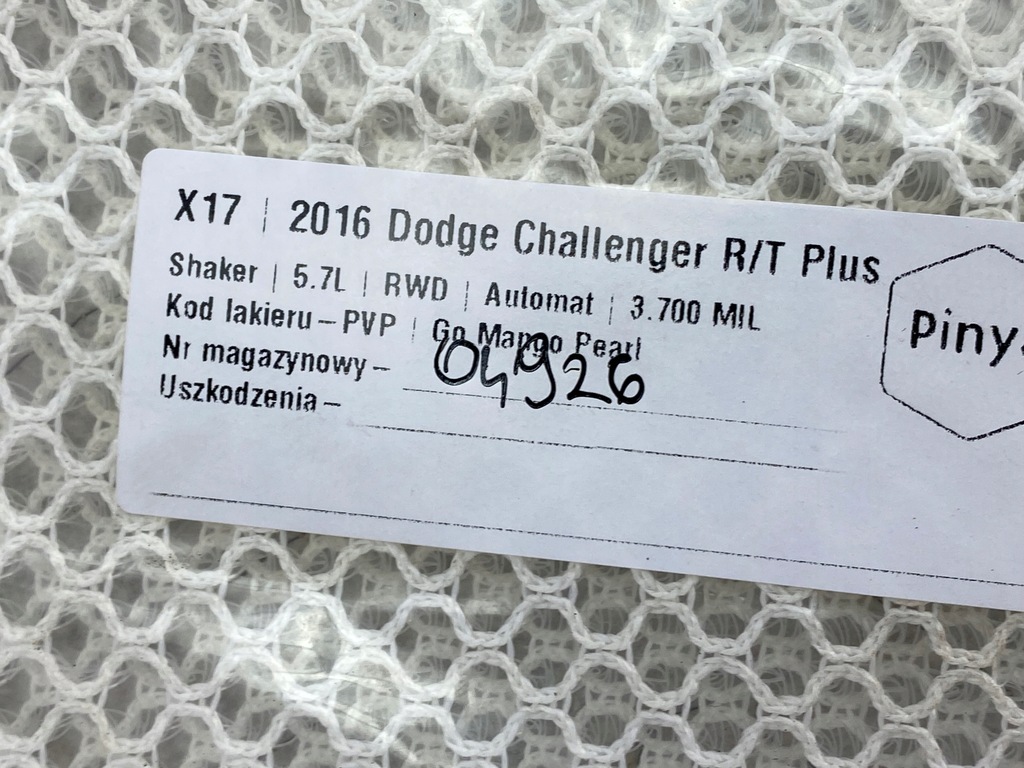 X17 | 2016 Dodge Challenger R/T Plus
Shaker | 5.7L | RWD | Automat | 3.700 MIL
Kod lakieru – PVP | Go Mango Pearl
Nr magazynowy – 04926
Uszkodzenia –
Piny